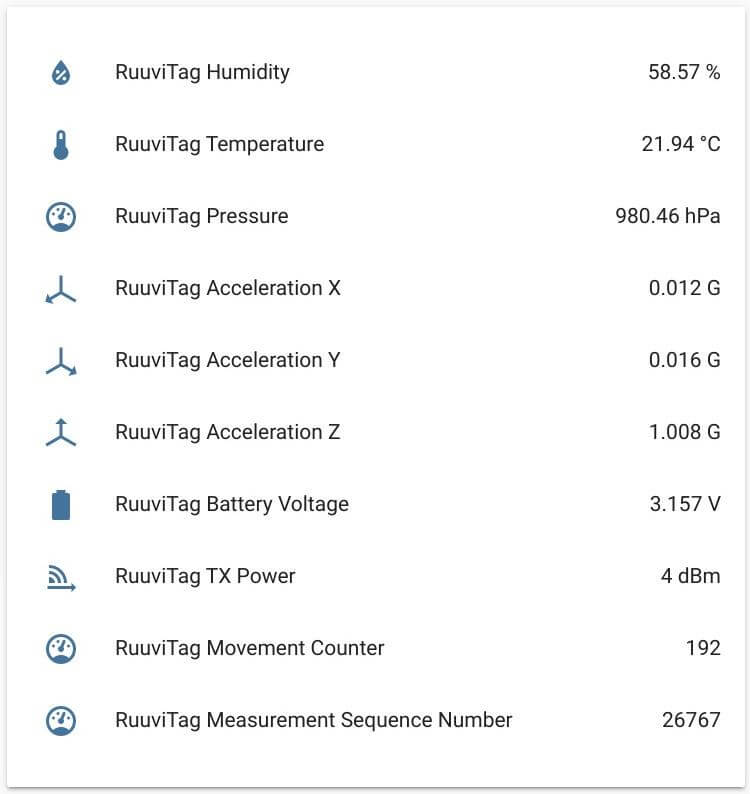 RuuviTag Humidity 58.57 %
RuuviTag Temperature 21.94 °C
RuuviTag Pressure 980.46 hPa
RuuviTag Acceleration X 0.012 G
RuuviTag Acceleration Y 0.016 G
RuuviTag Acceleration Z 1.008 G
RuuviTag Battery Voltage 3.157 V
RuuviTag TX Power 4 dBm
RuuviTag Movement Counter 192
RuuviTag Measurement Sequence Number 26767